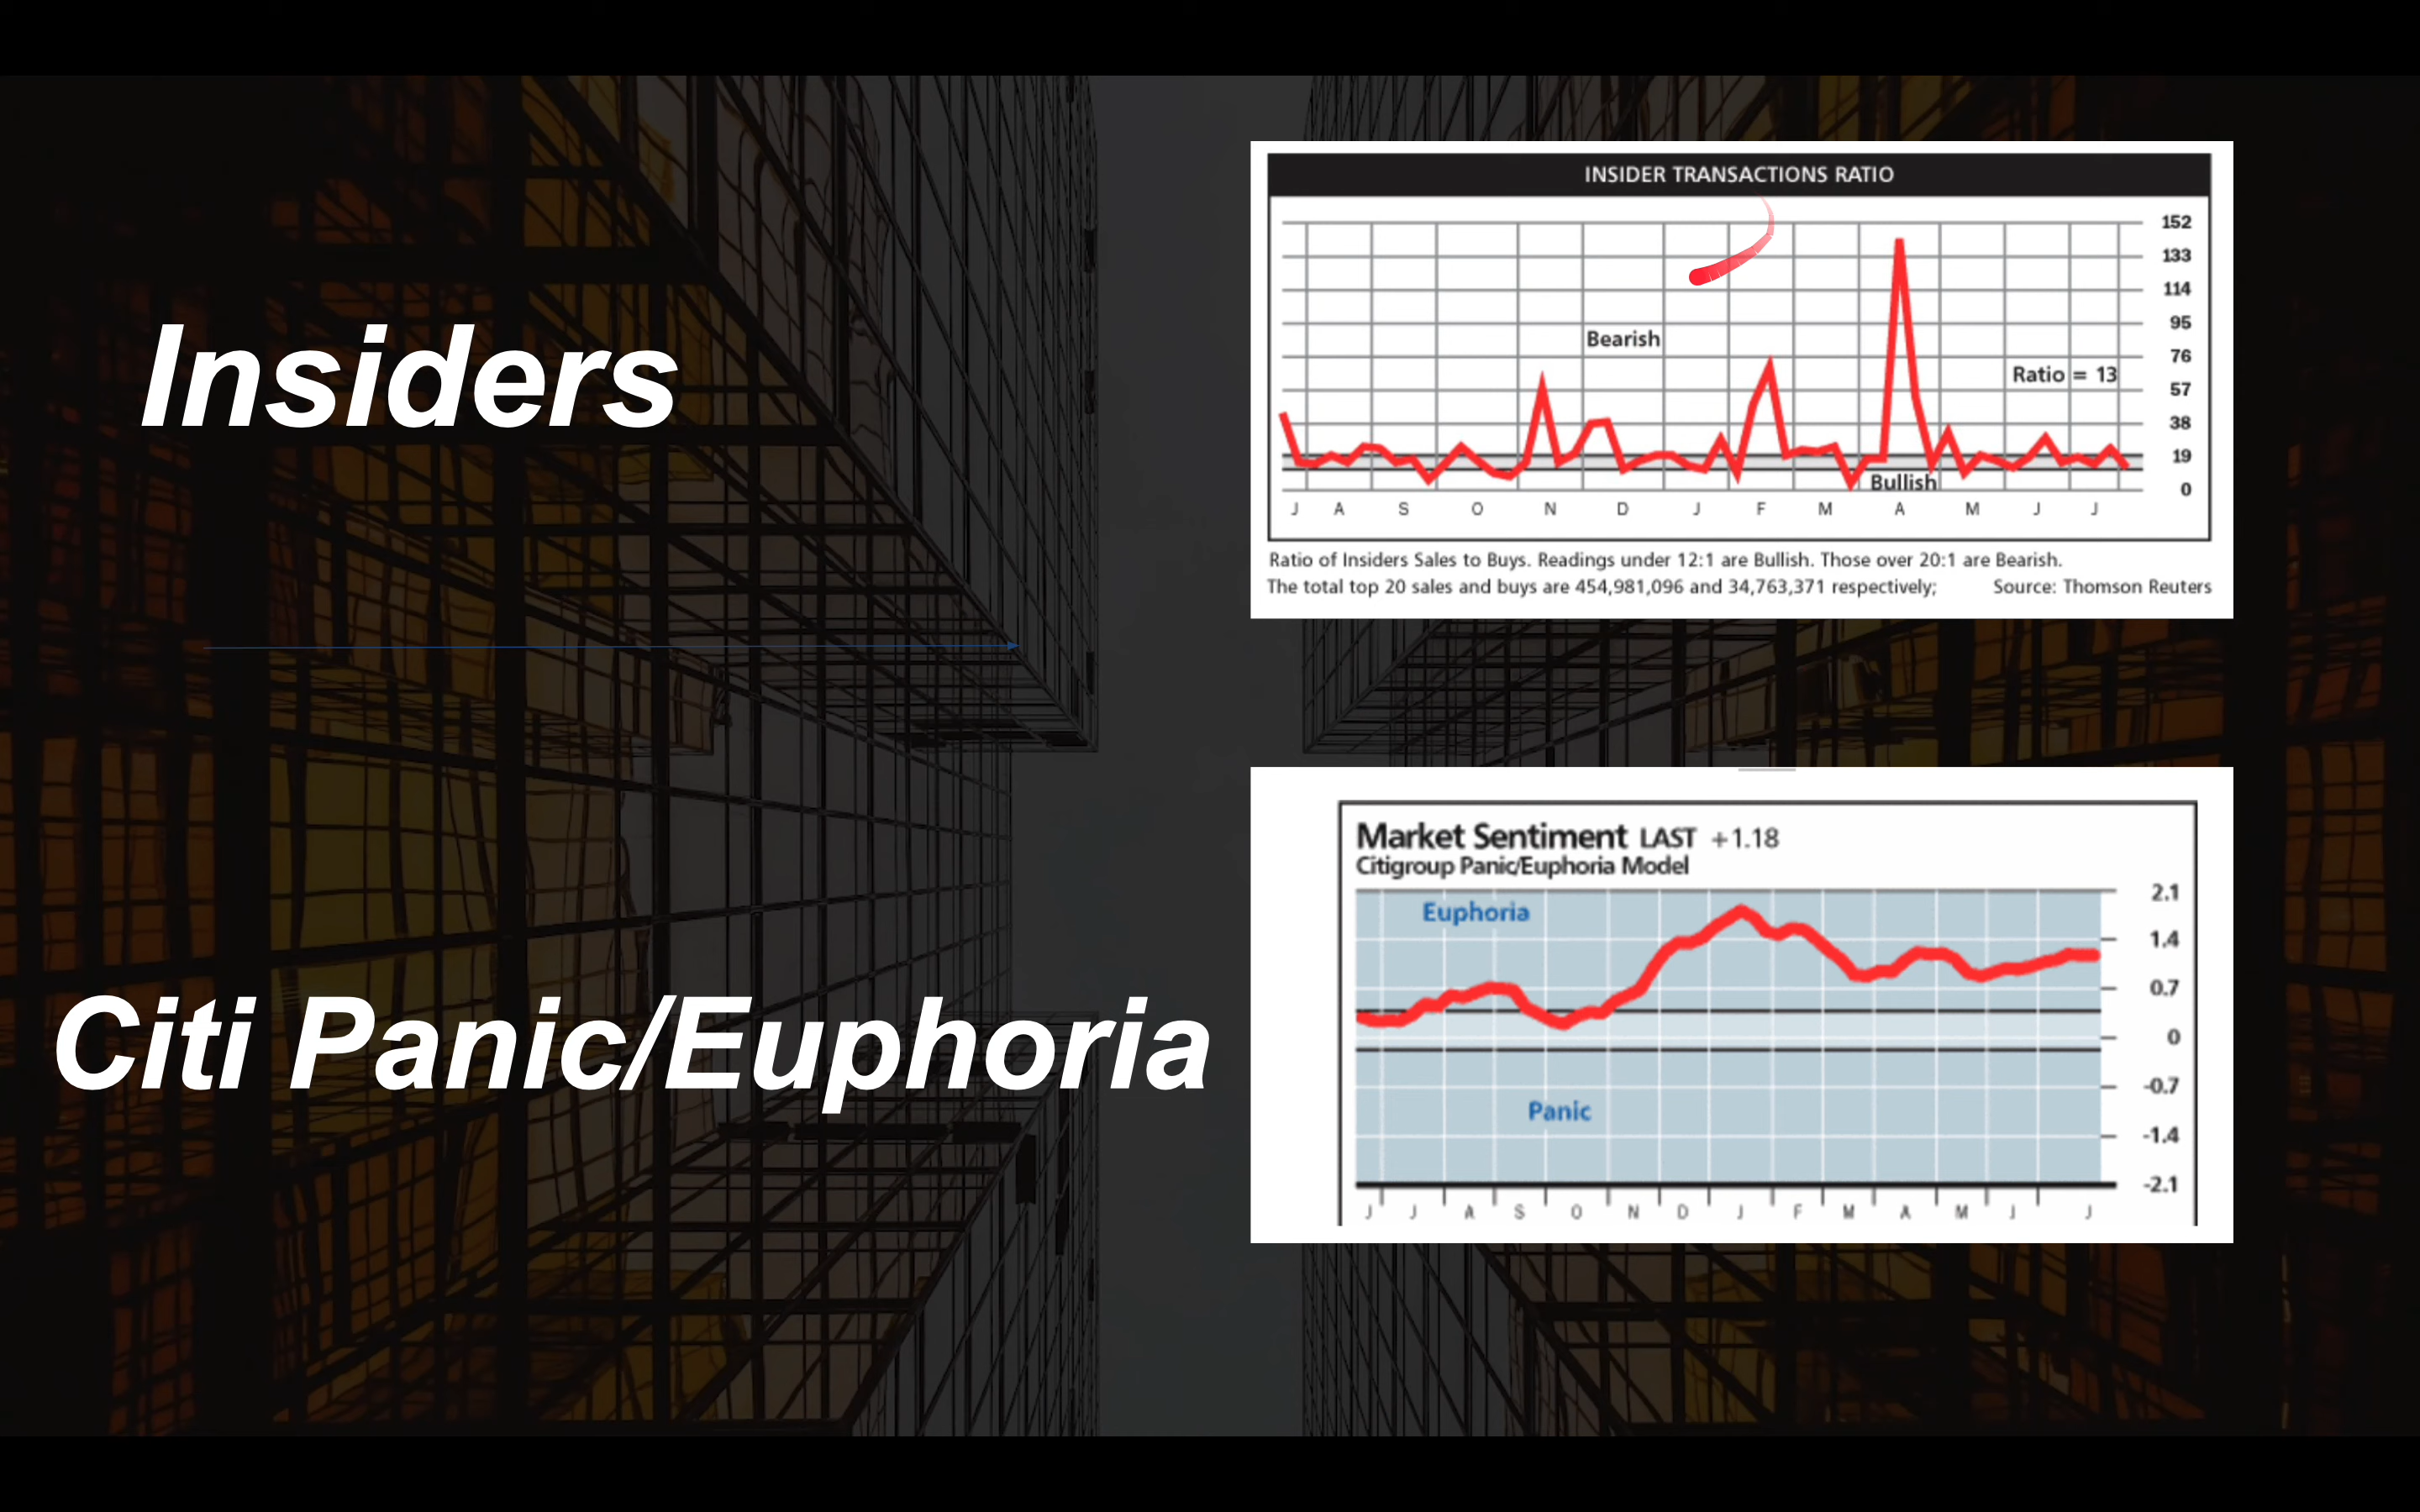 Insiders
INSIDER TRANSACTIONS RATIO
152
133
114
95
Bearish
76
Ratio = 13
57
38
19
Bullish
0
J A S O N D J F M A M J J
Ratio of Insiders Sales to Buys. Readings under 12:1 are Bullish. Those over 20:1 are Bearish.
The total top 20 sales and buys are 454,981,096 and 34,763,371 respectively; Source: Thomson Reuters
Citi Panic/Euphoria
Market Sentiment LAST +1.18
Citigroup Panic/Euphoria Model
2.1
Euphoria
1.4
0.7
0
-0.7
Panic
-1.4
-2.1
J J A S O N D J F M A M J J